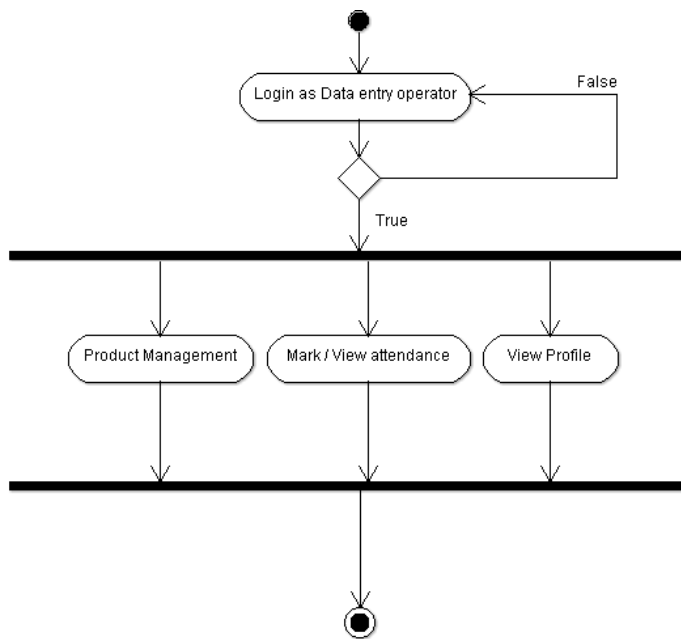 Login as Data entry operator
False
True
Product Management
Mark / View attendance
View Profile